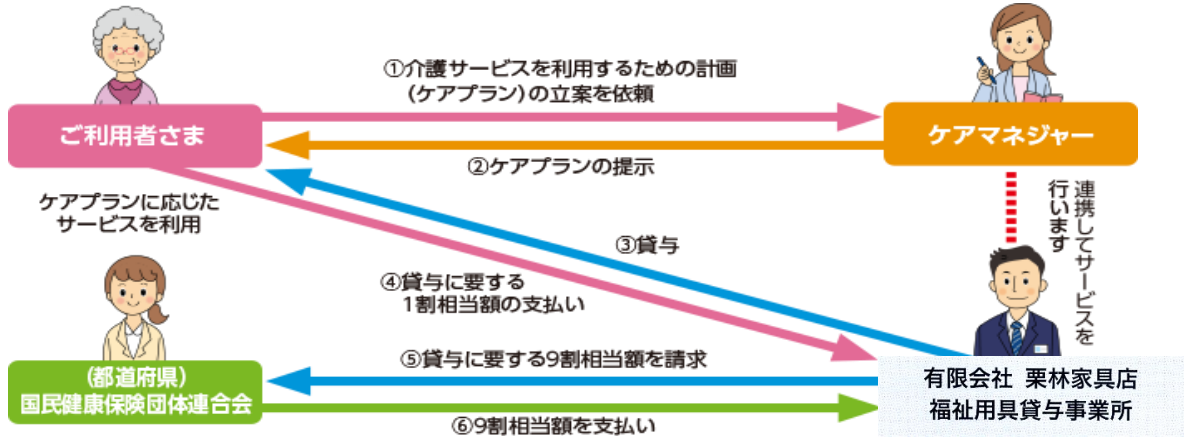 ①介護サービスを利用するための計画
（ケアプラン）の立案を依頼
ご利用者さま
ケアマネジャー
②ケアプランの提示
ケアプランに応じた
サービスを利用
連携してサービスを
行います
③貸与
④貸与に要する
1割相当額の支払い
⑤貸与に要する9割相当額を請求
（都道府県）
国民健康保険団体連合会
有限会社 栗林家具店
福祉用具貸与事業所
⑥9割相当額を支払い